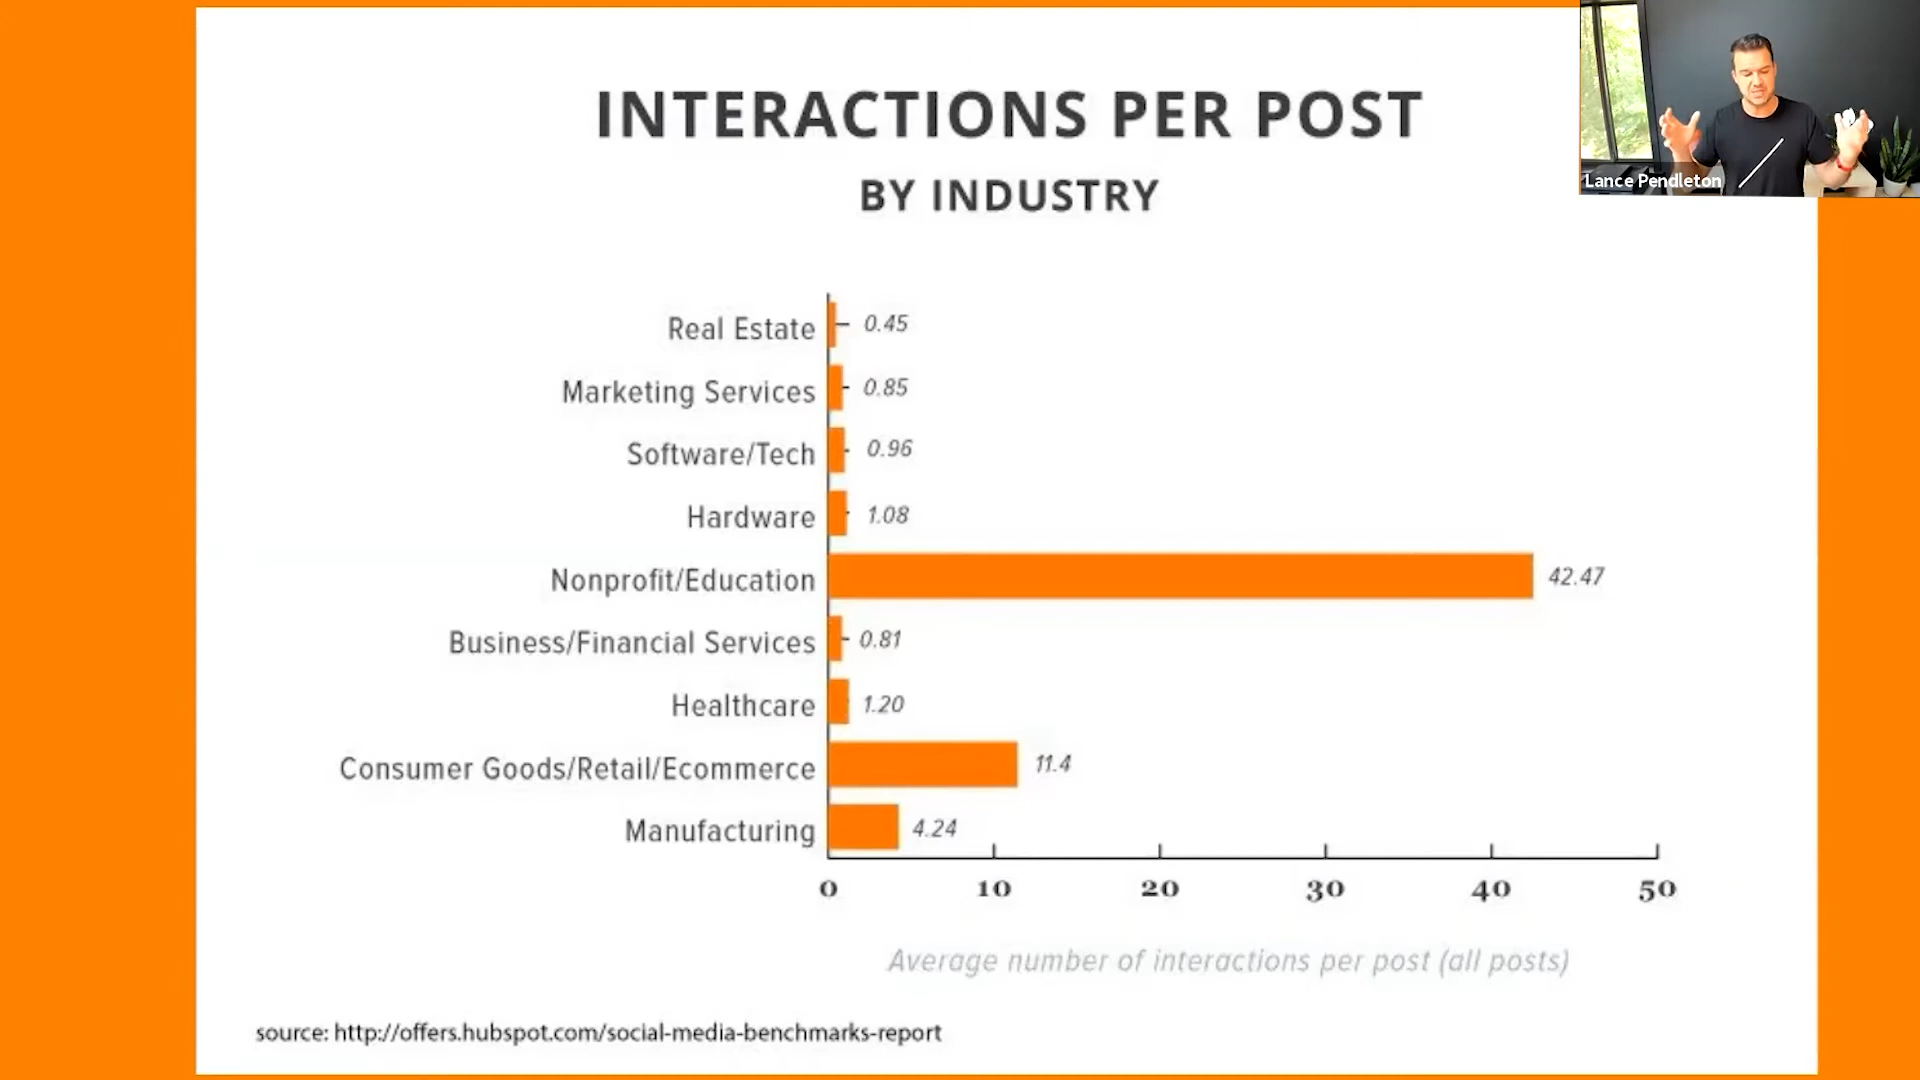 INTERACTIONS PER POST
BY INDUSTRY
Lance Pendleton
Real Estate 0.45
Marketing Services 0.85
Software/Tech 0.96
Hardware 1.08
Nonprofit/Education 42.47
Business/Financial Services 0.81
Healthcare 1.20
Consumer Goods/Retail/Ecommerce 11.4
Manufacturing 4.24
0 10 20 30 40 50
Average number of interactions per post (all posts)
source: http://offers.hubspot.com/social-media-benchmarks-report